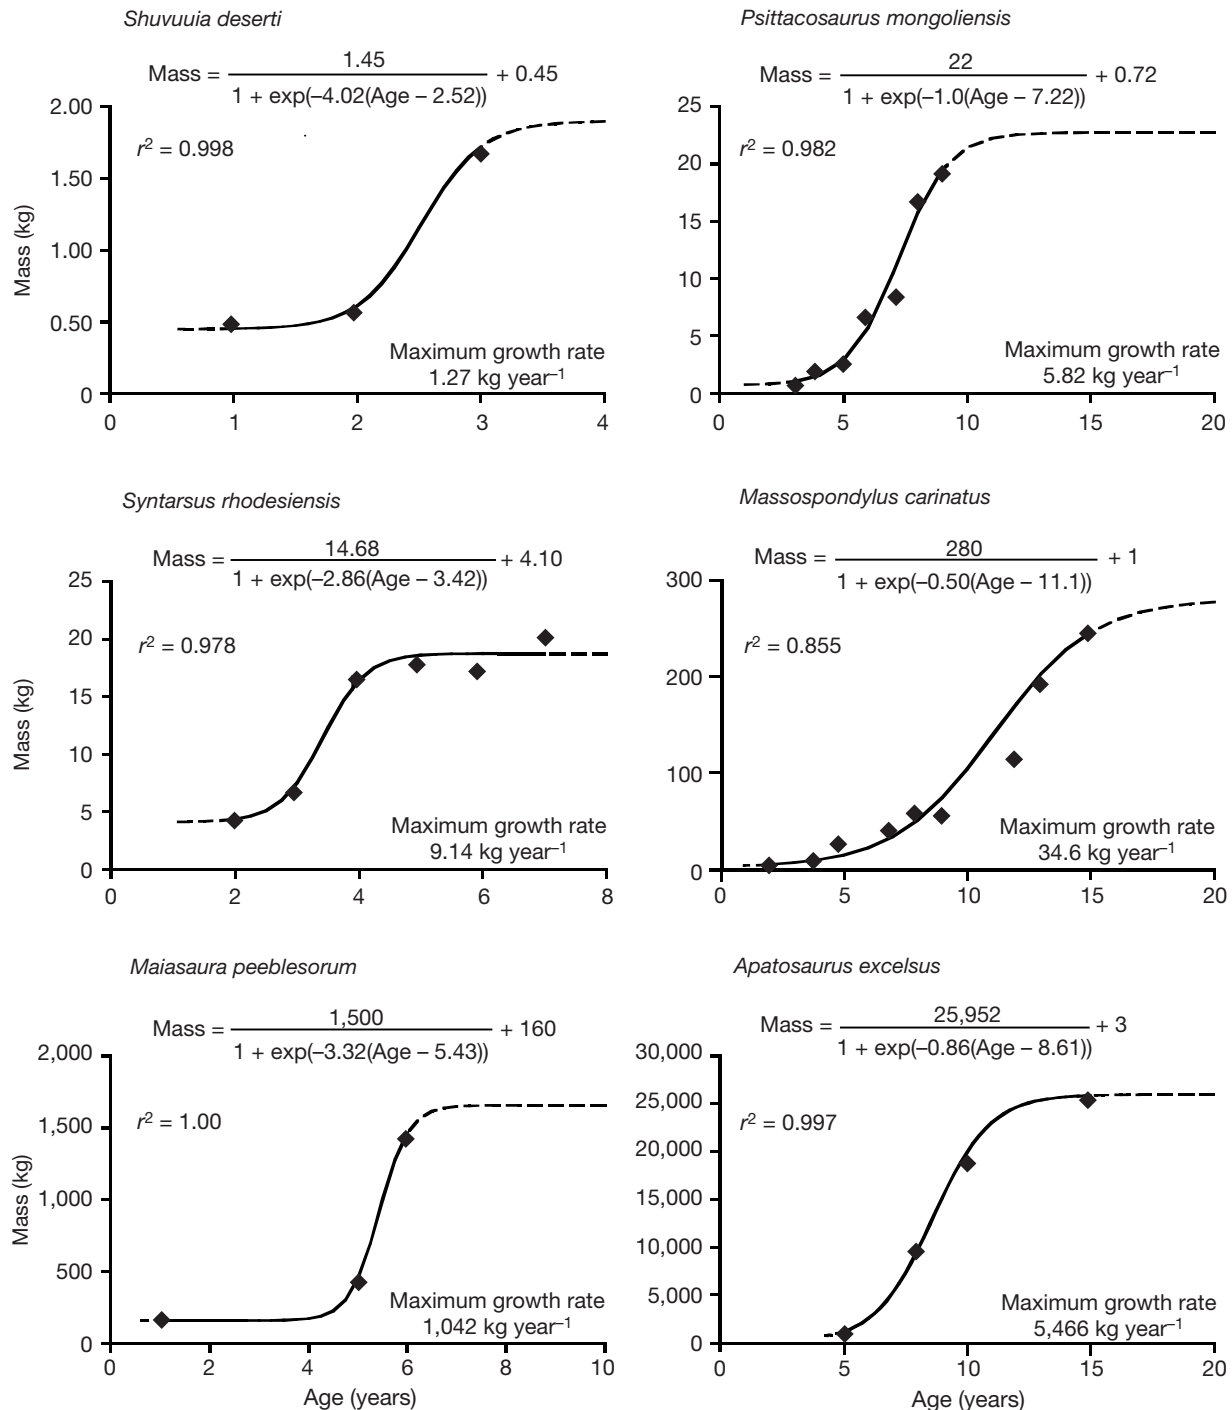 Shuvuuia deserti
Mass = 1.45 / 1 + exp(–4.02(Age – 2.52)) + 0.45
r² = 0.998
Mass (kg)
2.00
1.50
1.00
0.50
0
0 1 2 3 4
Maximum growth rate
1.27 kg year⁻¹
Psittacosaurus mongoliensis
Mass = 22 / 1 + exp(–1.0(Age – 7.22)) + 0.72
r² = 0.982
25
20
15
10
5
0
0 5 10 15 20
Maximum growth rate
5.82 kg year⁻¹
Syntarsus rhodesiensis
Mass = 14.68 / 1 + exp(–2.86(Age – 3.42)) + 4.10
r² = 0.978
Mass (kg)
25
20
15
10
5
0
0 2 4 6 8
Maximum growth rate
9.14 kg year⁻¹
Massospondylus carinatus
Mass = 280 / 1 + exp(–0.50(Age – 11.1)) + 1
r² = 0.855
300
200
100
0
0 5 10 15 20
Maximum growth rate
34.6 kg year⁻¹
Maiasaura peeblesorum
Mass = 1,500 / 1 + exp(–3.32(Age – 5.43)) + 160
r² = 1.00
Mass (kg)
2,000
1,500
1,000
500
0
0 2 4 6 8 10
Maximum growth rate
1,042 kg year⁻¹
Age (years)
Apatosaurus excelsus
Mass = 25,952 / 1 + exp(–0.86(Age – 8.61)) + 3
r² = 0.997
30,000
25,000
20,000
15,000
10,000
5,000
0
0 5 10 15 20
Maximum growth rate
5,466 kg year⁻¹
Age (years)